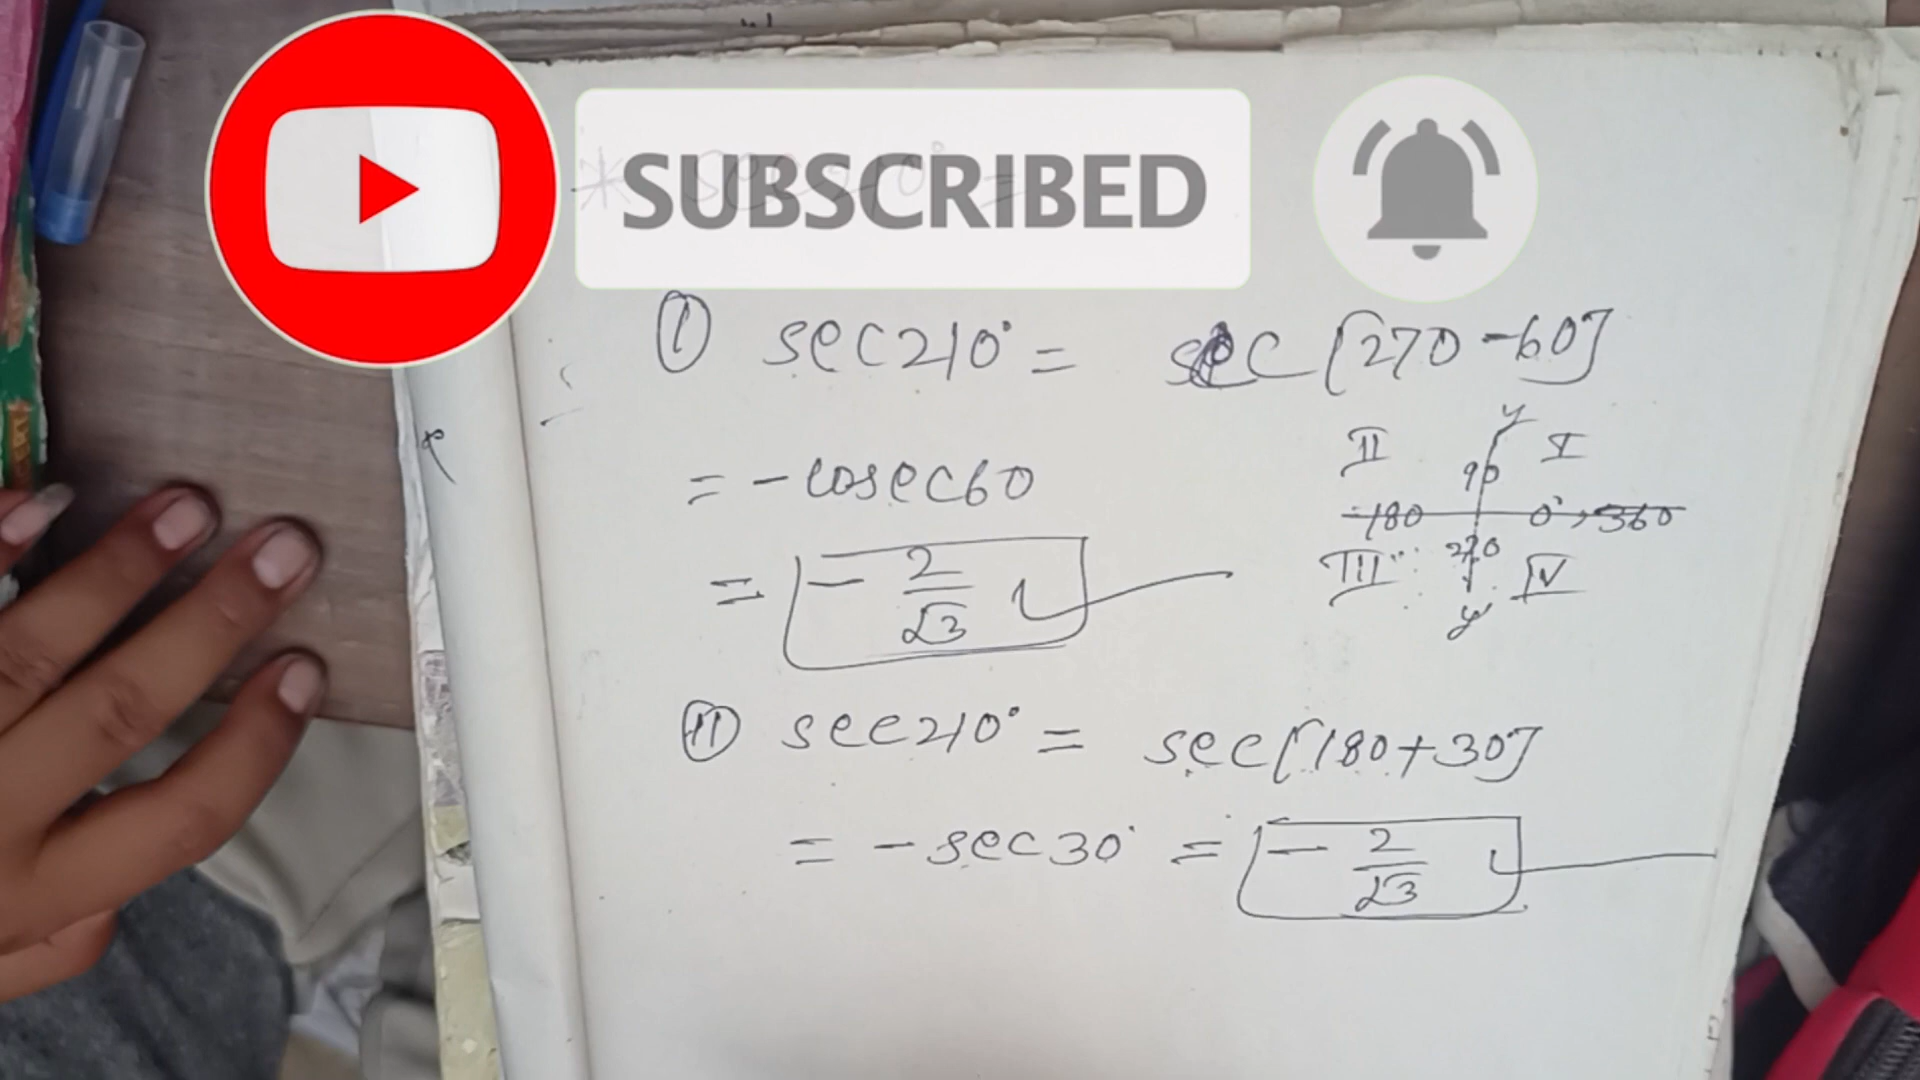 SUBSCRIBED
① sec210° = sec[270-60]
= -cosec60
II I
y
90
180 0°, 360
270
III IV
y'
= - 2/√3
⑪ sec210° = sec[180+30]
= -sec30° = - 2/√3